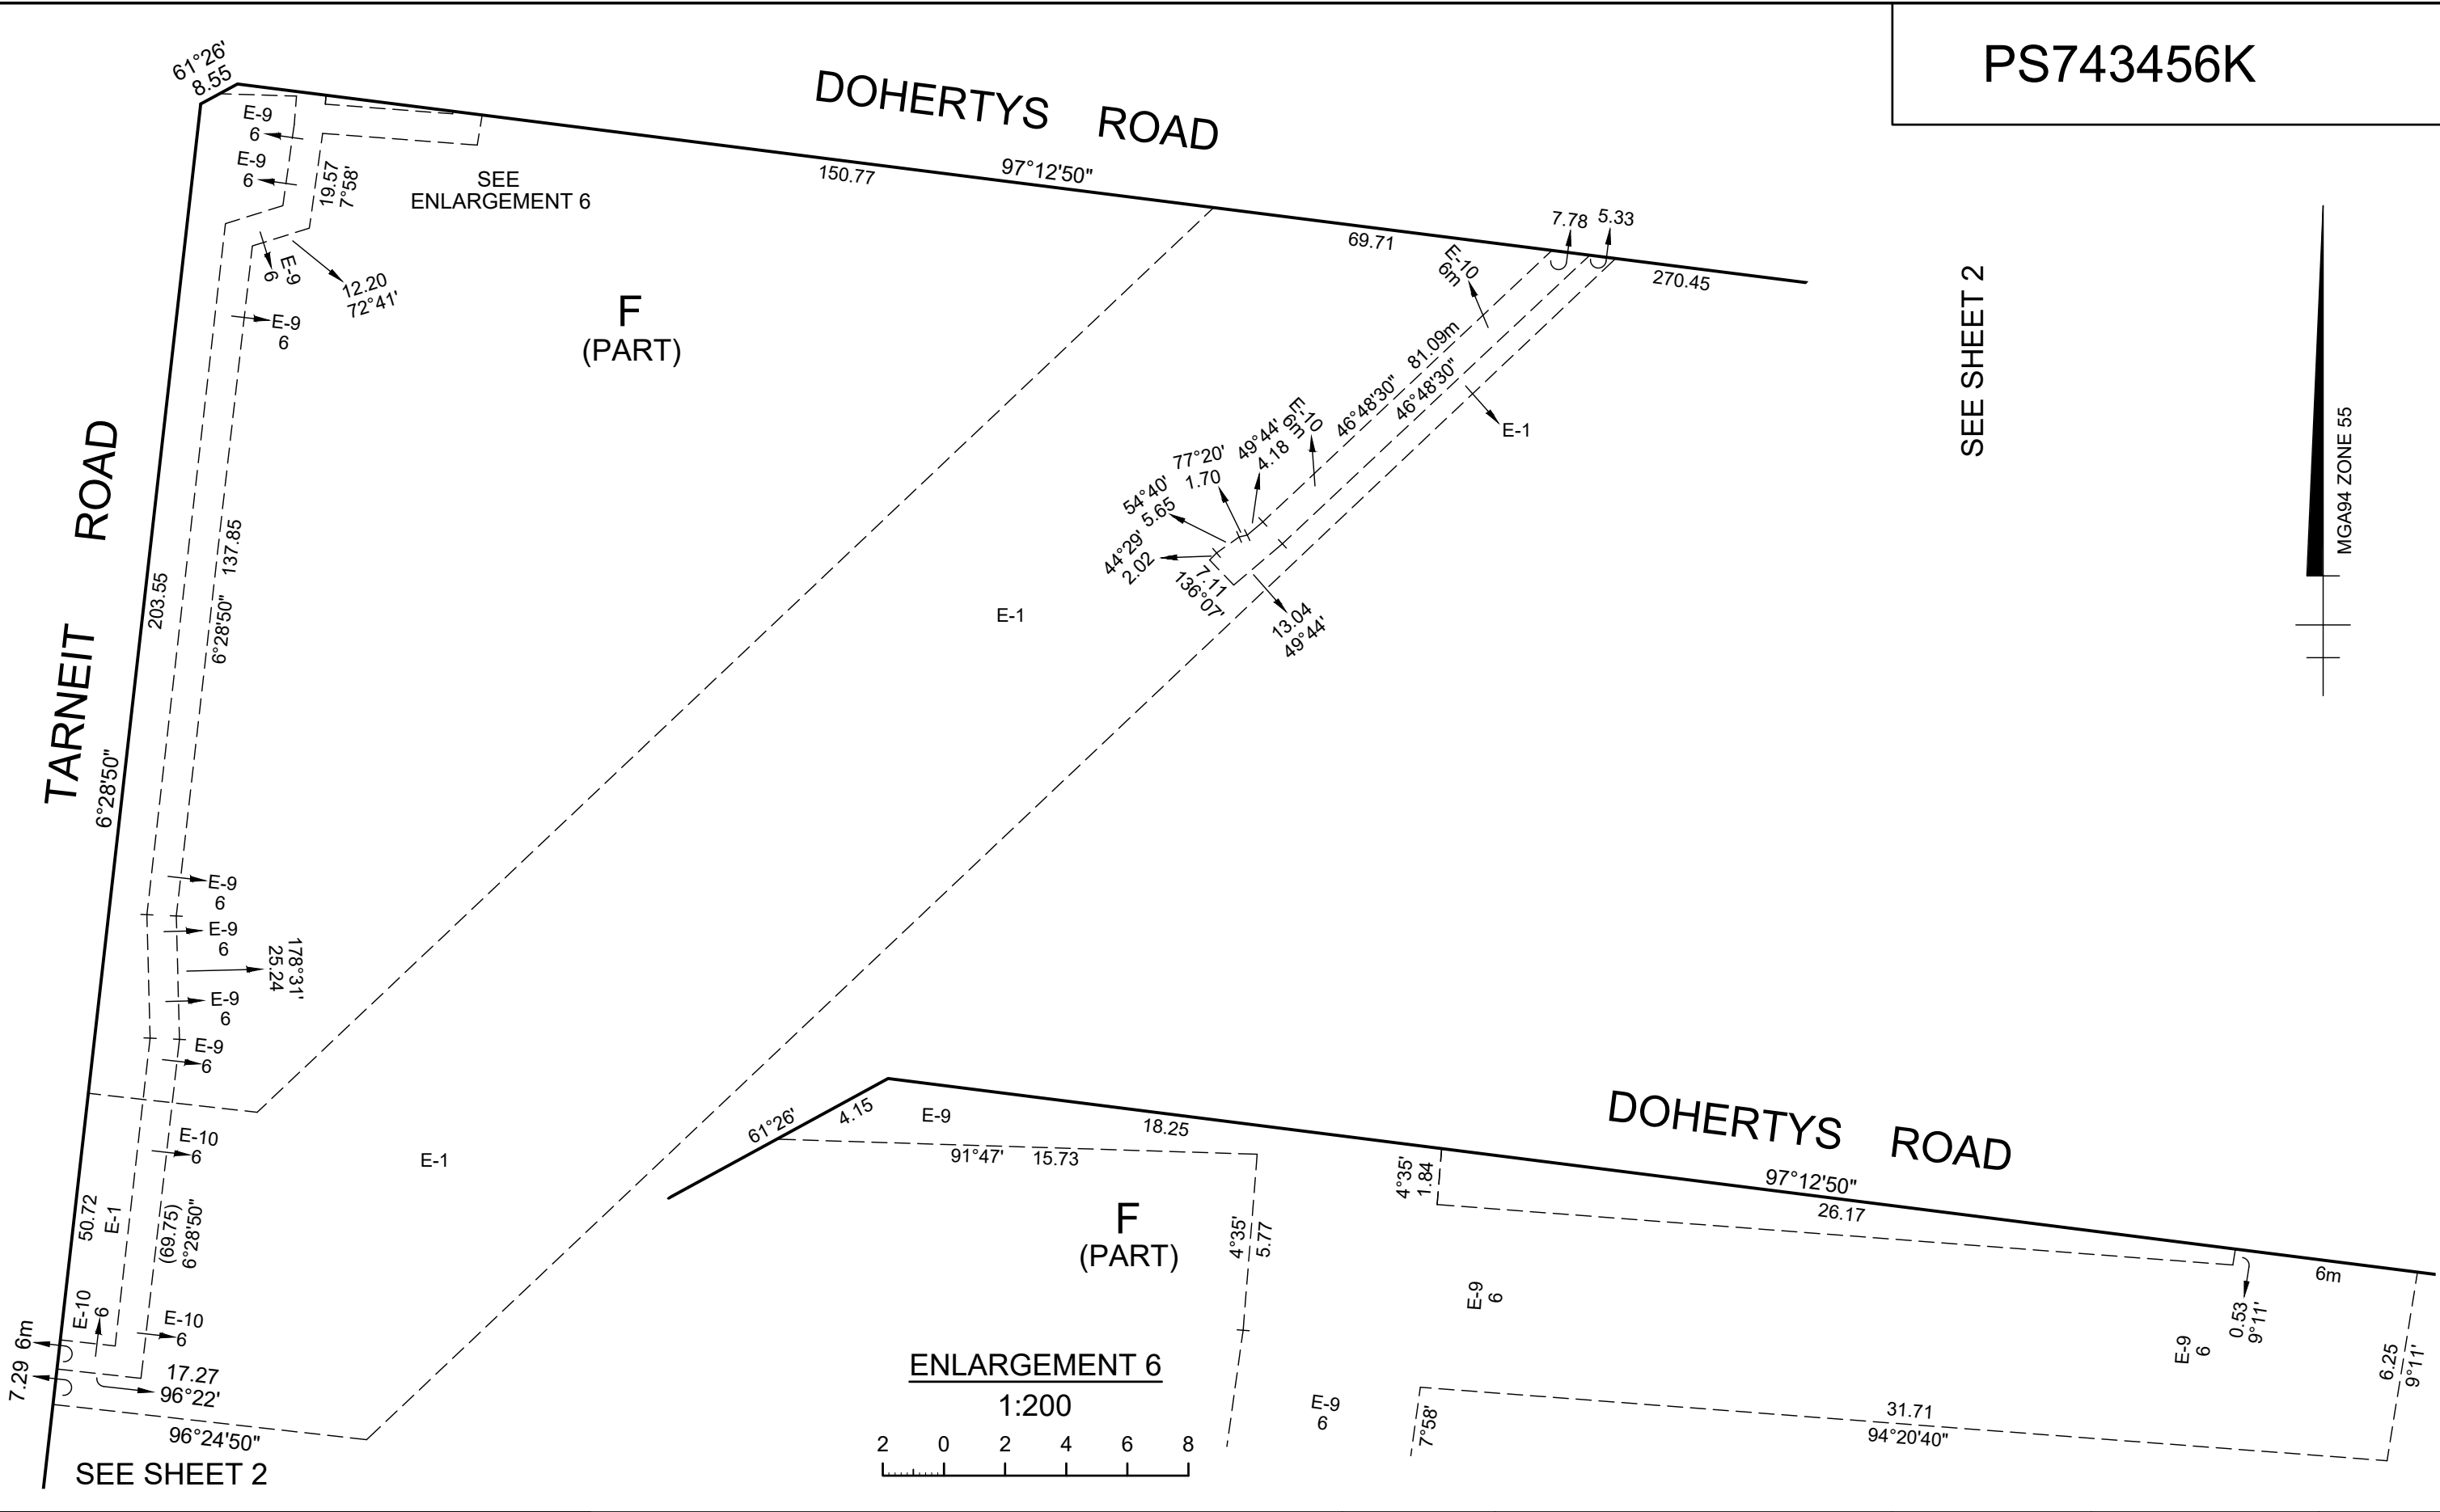 PS743456K
61°26'
8.55
DOHERTYS ROAD
150.77
97°12'50"
69.71
7.78
5.33
270.45
E-9
6
E-9
6
19.57
7°58'
SEE
ENLARGEMENT 6
E-9
6
12.20
72°41'
E-9
6
F
(PART)
E-10
6m
81.09m
46°48'30"
46°48'30"
E-1
E-10
6m
49°44'
4.18
77°20'
1.70
54°40'
5.65
44°29'
2.02
7.11
136°07'
13.04
49°44'
E-1
SEE SHEET 2
MGA94 ZONE 55
TARNEIT ROAD
203.55
6°28'50"
137.85
6°28'50"
E-9
6
E-9
6
178°31'
25.24
E-9
6
E-9
6
E-10
6
E-1
50.72
E-1
(69.75)
6°28'50"
E-10
6
E-10
6
6m
7.29
17.27
96°22'
96°24'50"
SEE SHEET 2
61°26'
4.15
E-9
18.25
DOHERTYS ROAD
97°12'50"
26.17
91°47' 15.73
4°35'
1.84
F
(PART)
4°35'
5.77
E-9
6
6m
0.53
9°11'
E-9
6
6.25
9°11'
ENLARGEMENT 6
1:200
2 0 2 4 6 8
E-9
6
7°58'
31.71
94°20'40"